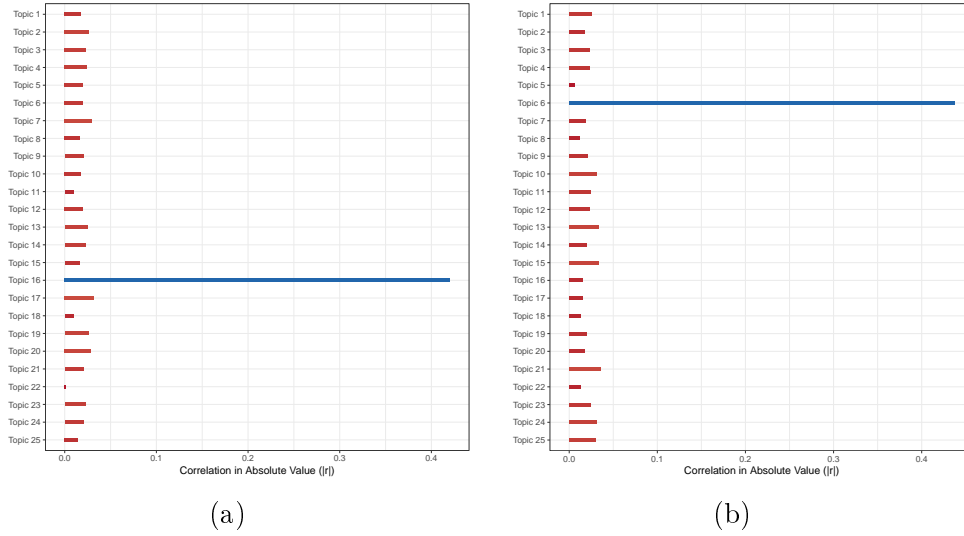 Topic 1
Topic 2
Topic 3
Topic 4
Topic 5
Topic 6
Topic 7
Topic 8
Topic 9
Topic 10
Topic 11
Topic 12
Topic 13
Topic 14
Topic 15
Topic 16
Topic 17
Topic 18
Topic 19
Topic 20
Topic 21
Topic 22
Topic 23
Topic 24
Topic 25
0.0 0.1 0.2 0.3 0.4
Correlation in Absolute Value (|r|)
(a)
Topic 1
Topic 2
Topic 3
Topic 4
Topic 5
Topic 6
Topic 7
Topic 8
Topic 9
Topic 10
Topic 11
Topic 12
Topic 13
Topic 14
Topic 15
Topic 16
Topic 17
Topic 18
Topic 19
Topic 20
Topic 21
Topic 22
Topic 23
Topic 24
Topic 25
0.0 0.1 0.2 0.3 0.4
Correlation in Absolute Value (|r|)
(b)